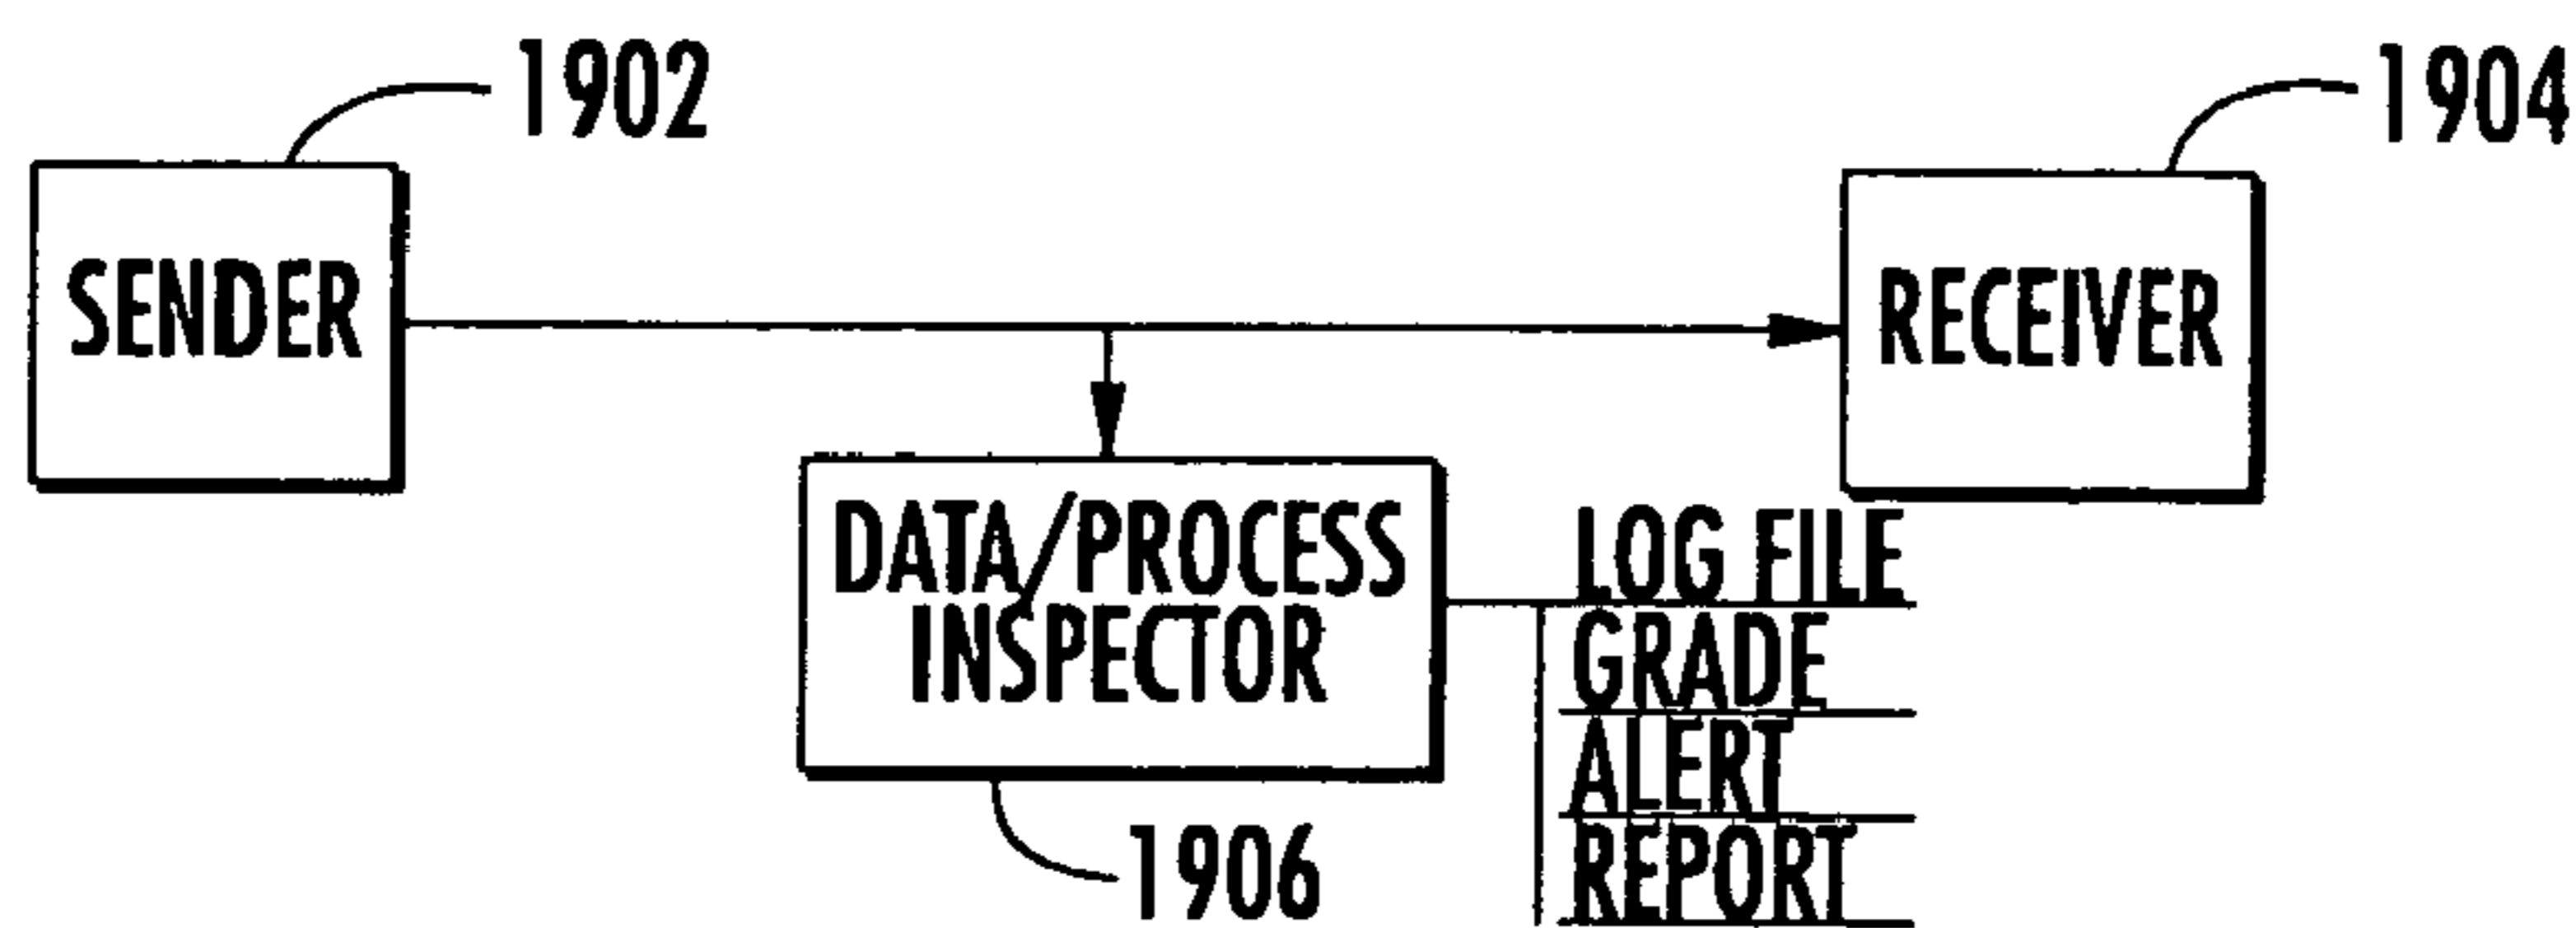 1902
1904
SENDER
RECEIVER
DATA/PROCESS
INSPECTOR
LOG FILE
GRADE
ALERT
REPORT
1906